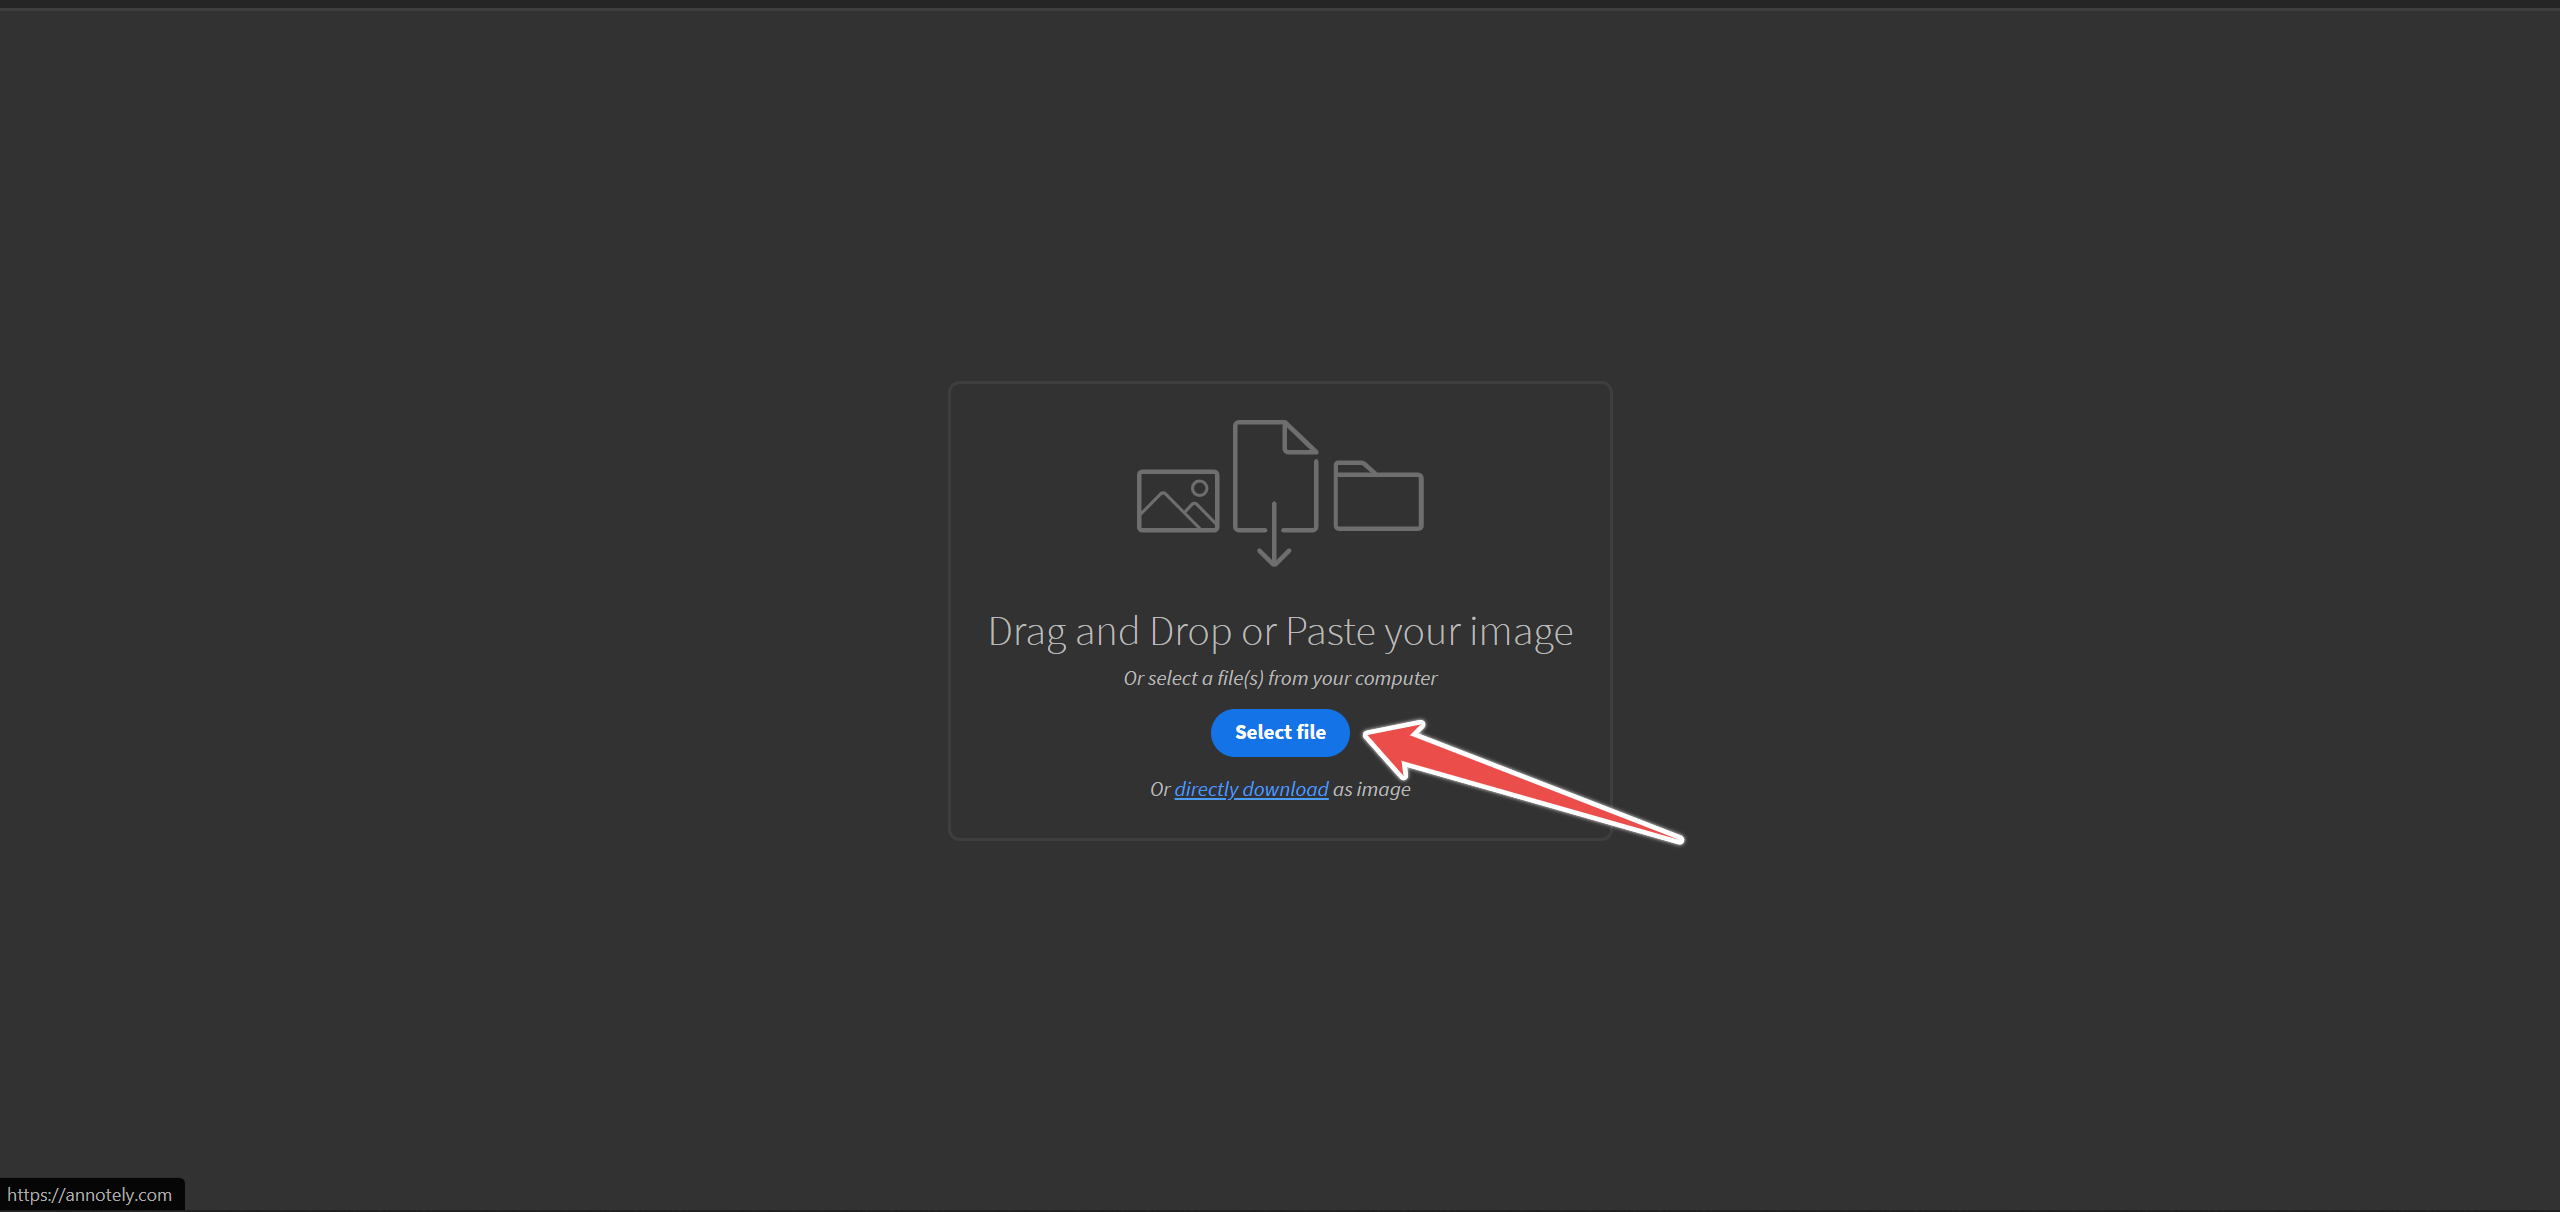 Drag and Drop or Paste your image
Or select a file(s) from your computer
Select file
Or directly download as image
https://annotely.com